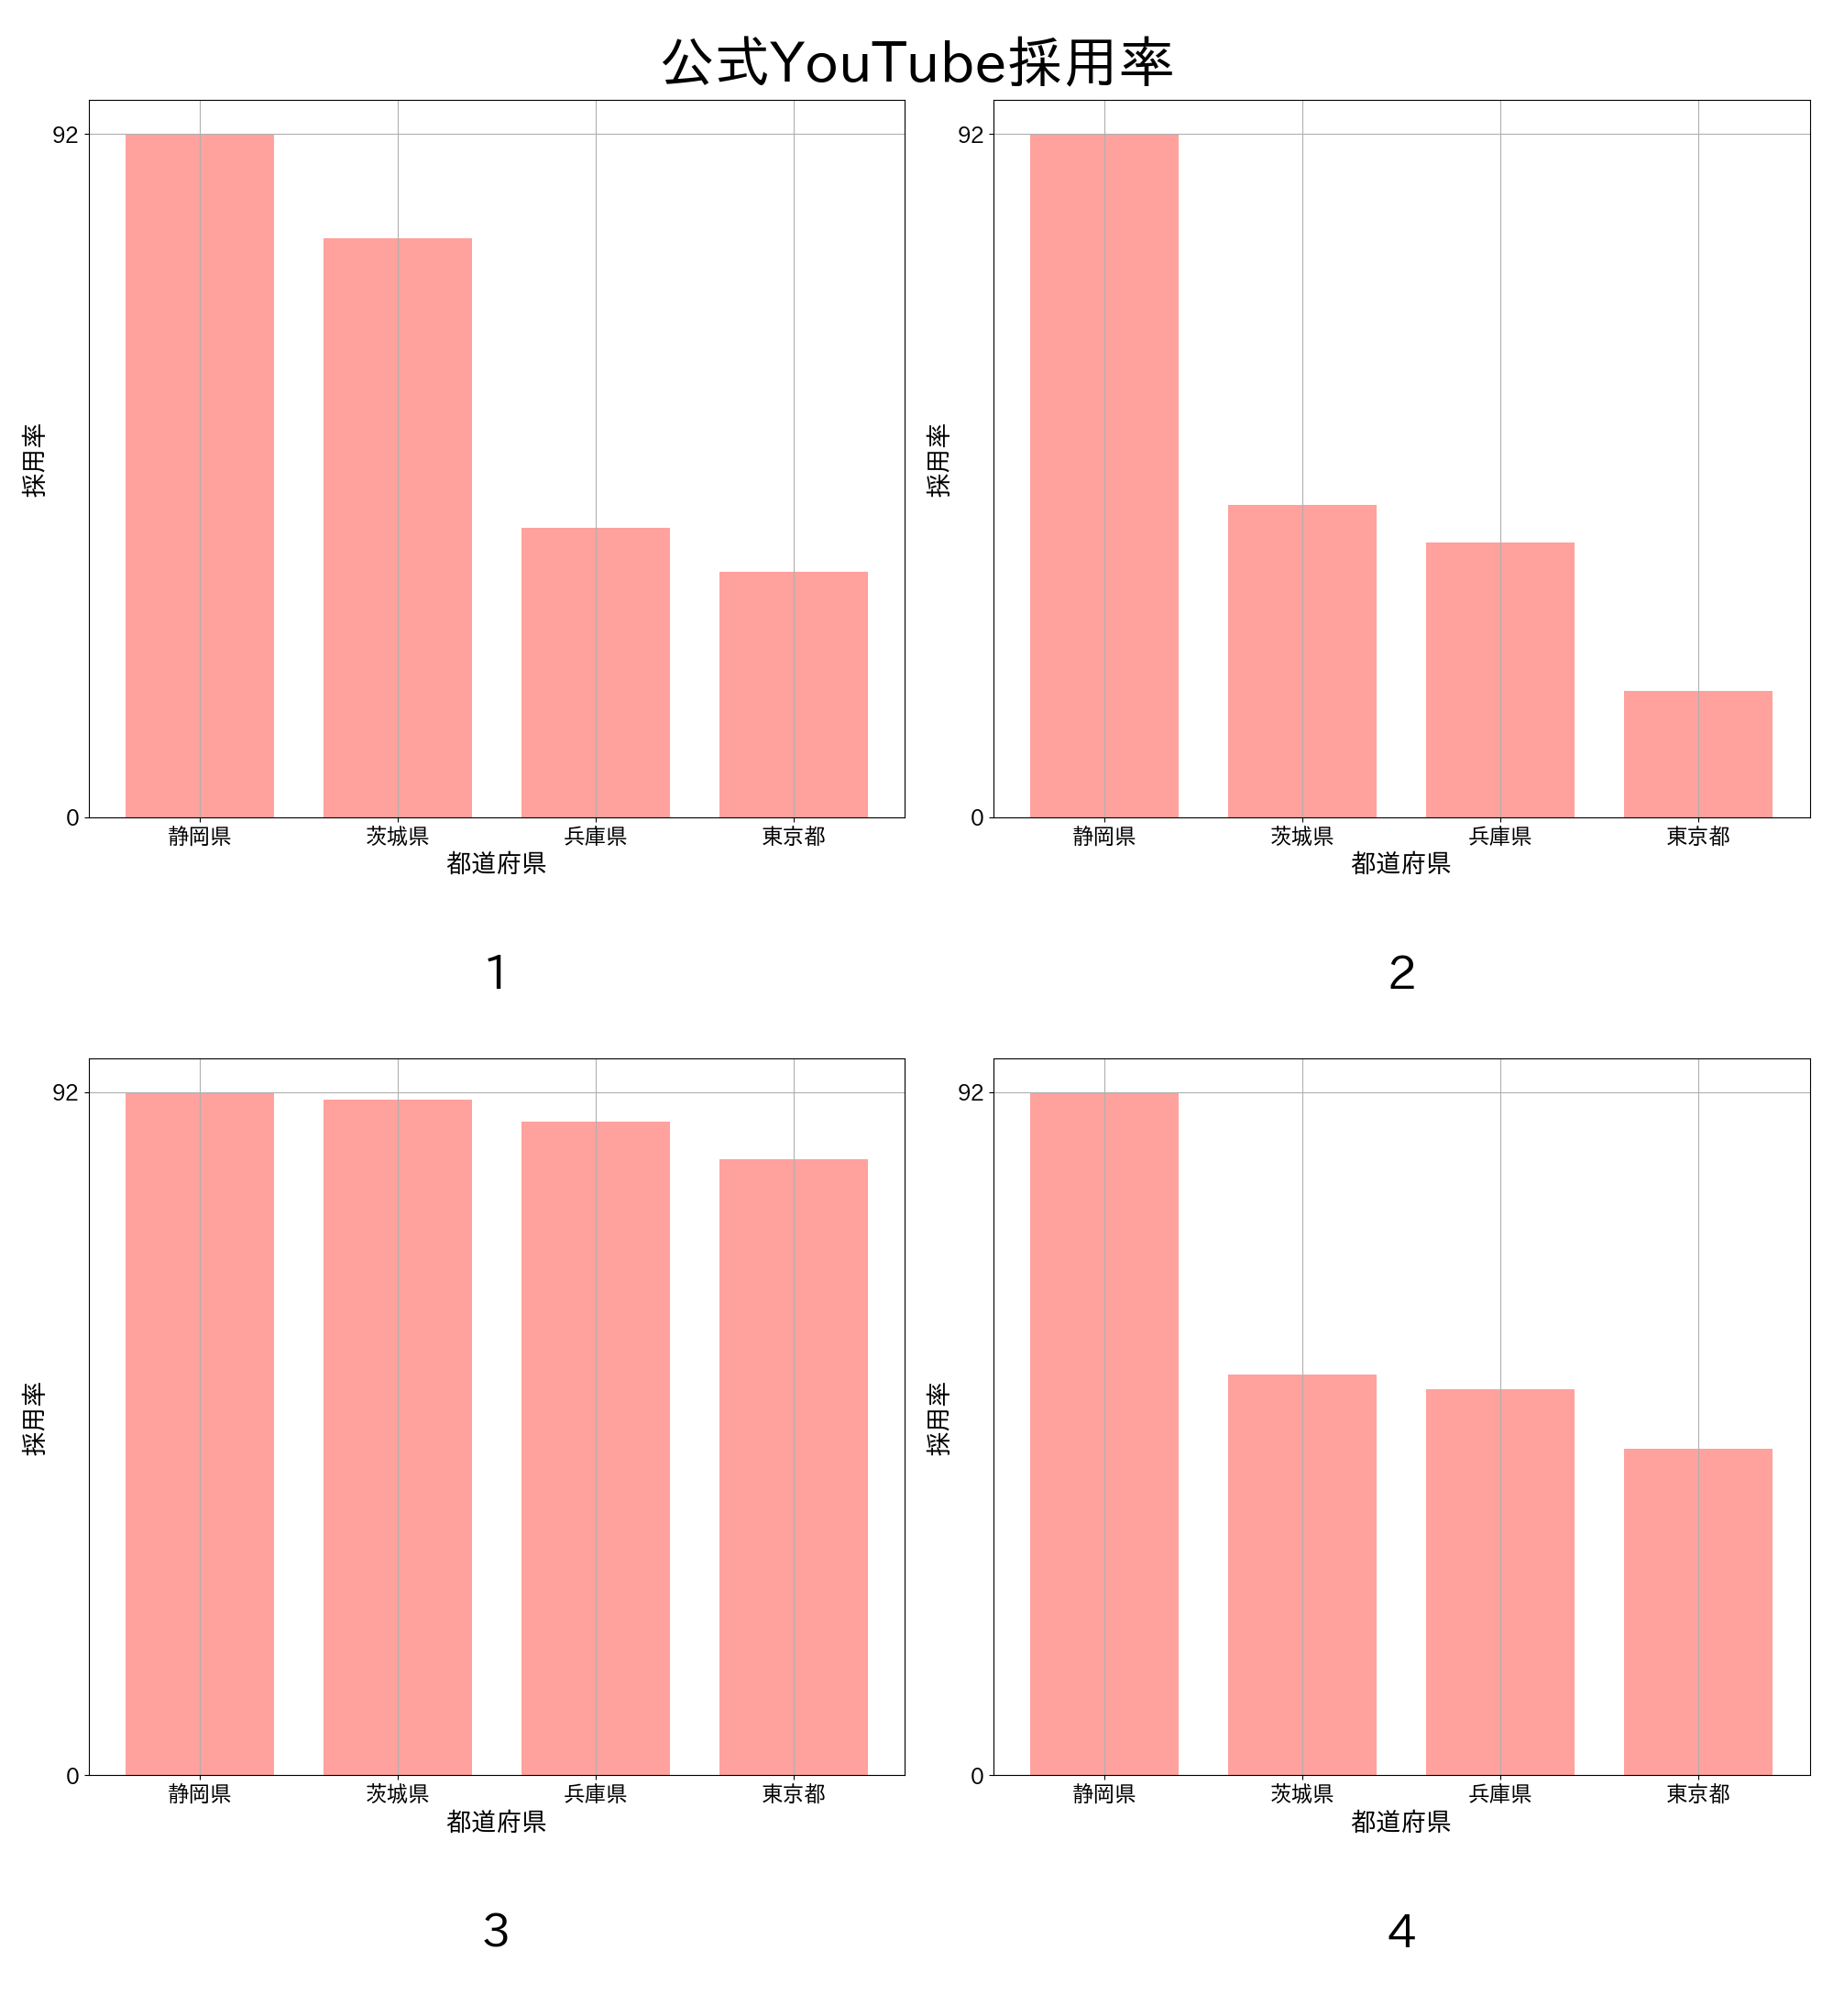 公式YouTube採用率
92
採用率
0
静岡県 茨城県 兵庫県 東京都
都道府県
1
92
採用率
0
静岡県 茨城県 兵庫県 東京都
都道府県
2
92
採用率
0
静岡県 茨城県 兵庫県 東京都
都道府県
3
92
採用率
0
静岡県 茨城県 兵庫県 東京都
都道府県
4